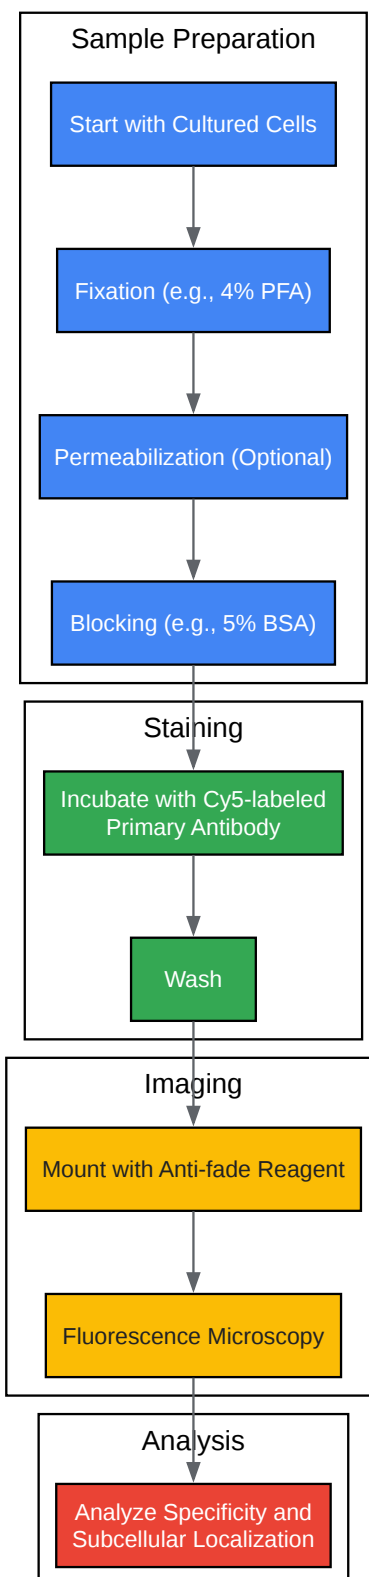 Sample Preparation
Start with Cultured Cells
Fixation (e.g., 4% PFA)
Permeabilization (Optional)
Blocking (e.g., 5% BSA)
Staining
Incubate with Cy5-labeled
Primary Antibody
Wash
Imaging
Mount with Anti-fade Reagent
Fluorescence Microscopy
Analysis
Analyze Specificity and
Subcellular Localization